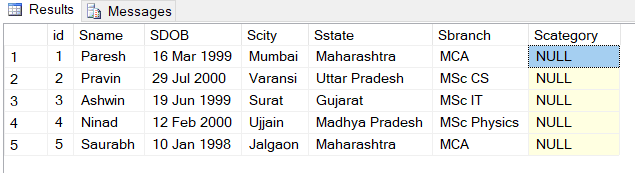 Results Messages
id Sname SDOB Scity Sstate Sbranch Scategory
1 1 Paresh 16 Mar 1999 Mumbai Maharashtra MCA NULL
2 2 Pravin 29 Jul 2000 Varansi Uttar Pradesh MSc CS NULL
3 3 Ashwin 19 Jun 1999 Surat Gujarat MSc IT NULL
4 4 Ninad 12 Feb 2000 Ujjain Madhya Pradesh MSc Physics NULL
5 5 Saurabh 10 Jan 1998 Jalgaon Maharashtra MCA NULL